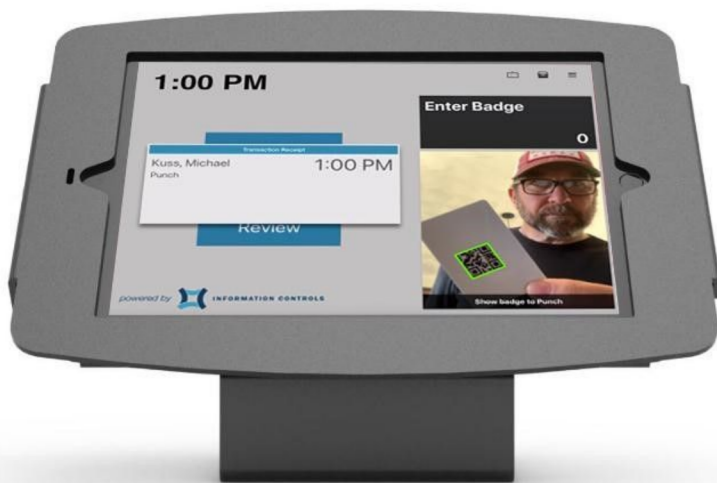 1:00 PM
Enter Badge
0
Transaction Receipt
Kuss, Michael
1:00 PM
Punch
Review
Show badge to Punch
powered by
INFORMATION CONTROLS